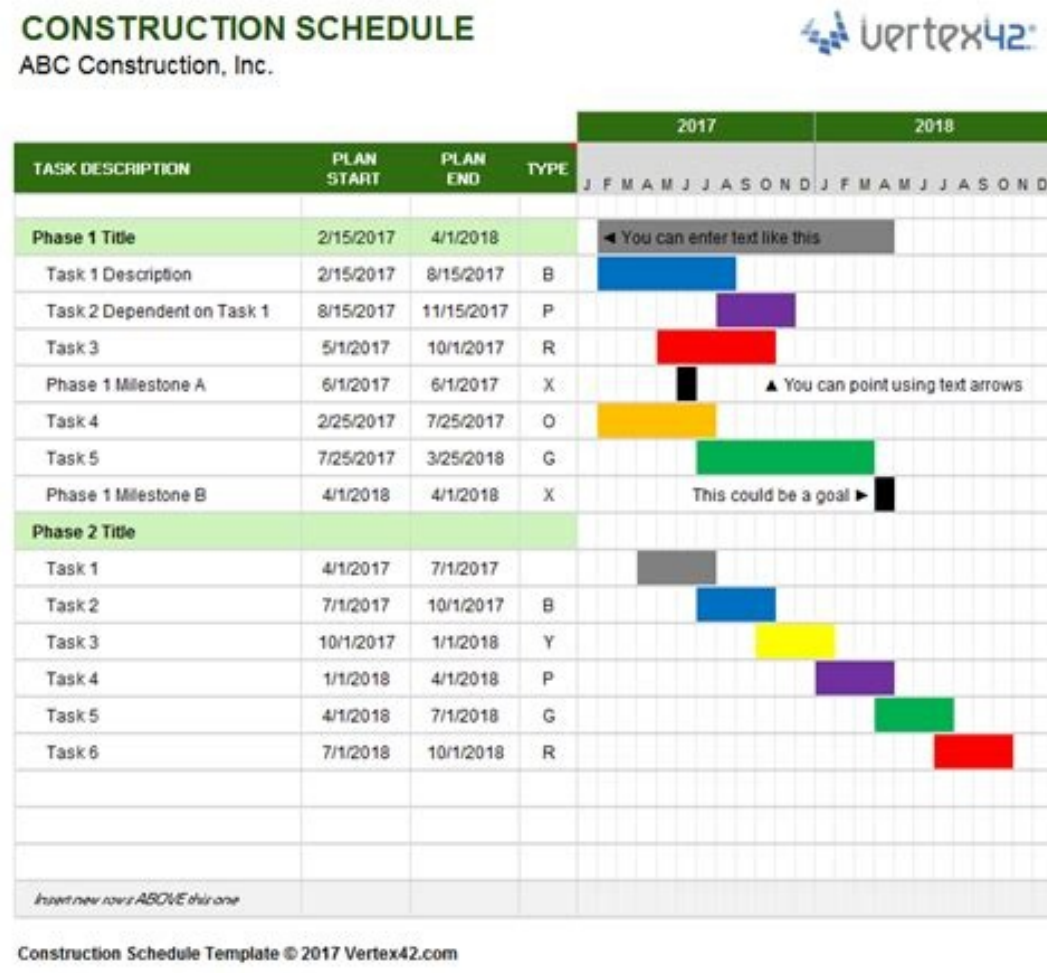 CONSTRUCTION SCHEDULE
ABC Construction, Inc.
vertex42
2017 2018
TASK DESCRIPTION PLAN START PLAN END TYPE J F M A M J J A S O N D J F M A M J J A S O N D
Phase 1 Title 2/15/2017 4/1/2018 ◄ You can enter text like this
Task 1 Description 2/15/2017 8/15/2017 B
Task 2 Dependent on Task 1 8/15/2017 11/15/2017 P
Task 3 5/1/2017 10/1/2017 R
Phase 1 Milestone A 6/1/2017 6/1/2017 X ▲ You can point using text arrows
Task 4 2/25/2017 7/25/2017 O
Task 5 7/25/2017 3/25/2018 G
Phase 1 Milestone B 4/1/2018 4/1/2018 X This could be a goal ►
Phase 2 Title
Task 1 4/1/2017 7/1/2017
Task 2 7/1/2017 10/1/2017 B
Task 3 10/1/2017 1/1/2018 Y
Task 4 1/1/2018 4/1/2018 P
Task 5 4/1/2018 7/1/2018 G
Task 6 7/1/2018 10/1/2018 R
Insert new rows ABOVE this one
Construction Schedule Template © 2017 Vertex42.com